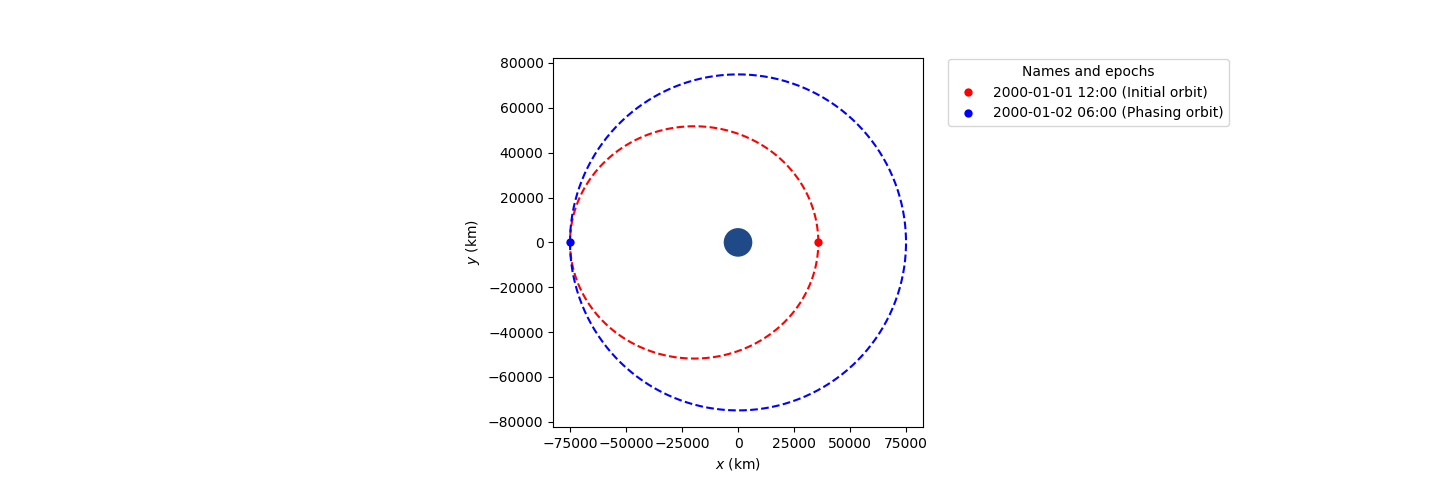 80000
60000
40000
20000
0
−20000
−40000
−60000
−80000
y (km)
−75000 −50000 −25000 0 25000 50000 75000
x (km)
Names and epochs
2000-01-01 12:00 (Initial orbit)
2000-01-02 06:00 (Phasing orbit)